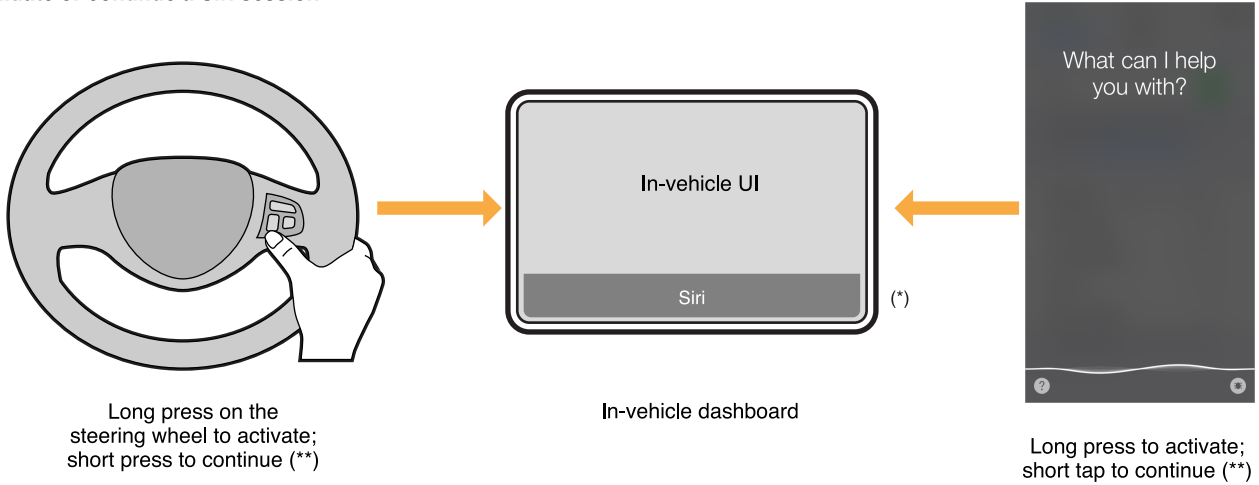 What can I help
you with?
In-vehicle UI
Siri
(*)
?
Long press on the
steering wheel to activate;
short press to continue (**)
In-vehicle dashboard
Long press to activate;
short tap to continue (**)